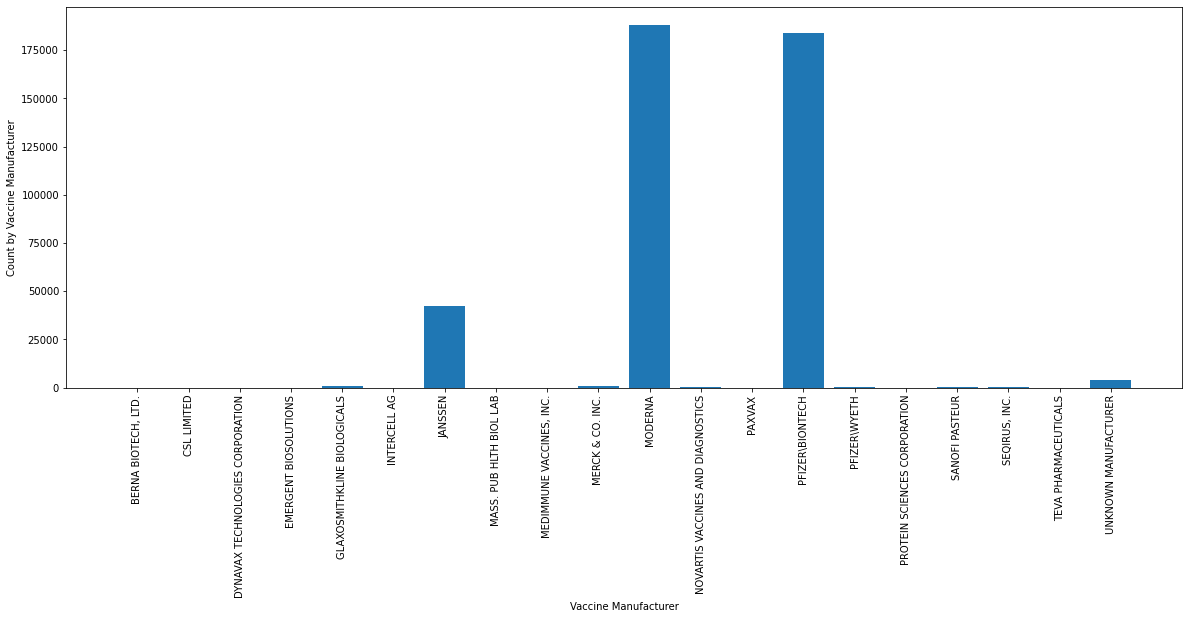 Count by Vaccine Manufacturer
175000
150000
125000
100000
75000
50000
25000
0
BERNA BIOTECH, LTD.
CSL LIMITED
DYNAVAX TECHNOLOGIES CORPORATION
EMERGENT BIOSOLUTIONS
GLAXOSMITHKLINE BIOLOGICALS
INTERCELL AG
JANSSEN
MASS. PUB HLTH BIOL LAB
MEDIMMUNE VACCINES, INC.
MERCK & CO. INC.
MODERNA
NOVARTIS VACCINES AND DIAGNOSTICS
PAXVAX
PFIZER\BIONTECH
PFIZER\WYETH
PROTEIN SCIENCES CORPORATION
SANOFI PASTEUR
SEQIRUS, INC.
TEVA PHARMACEUTICALS
UNKNOWN MANUFACTURER
Vaccine Manufacturer